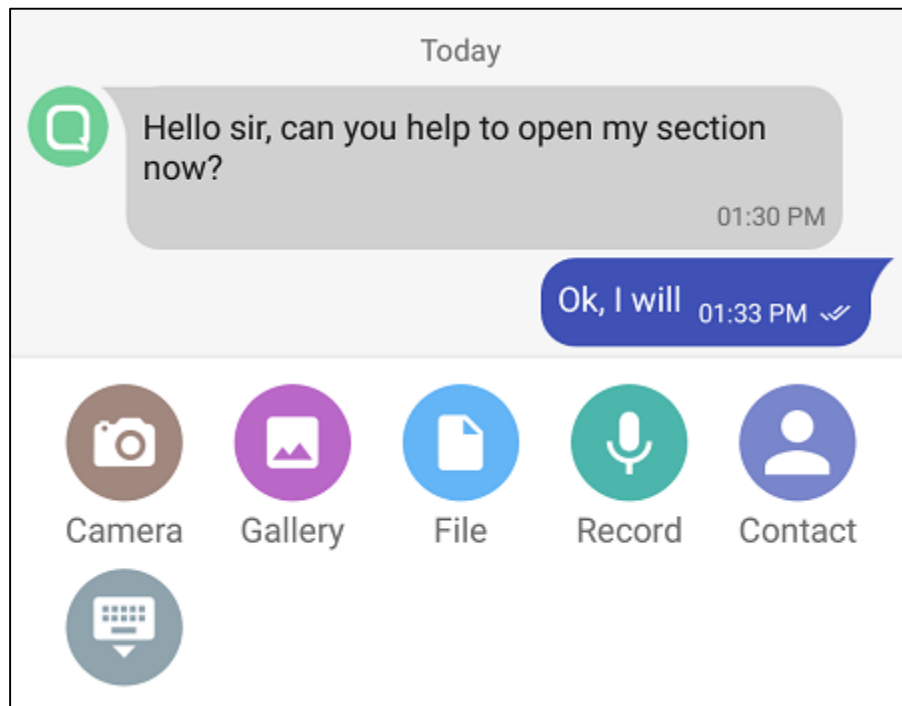 Today
Hello sir, can you help to open my section
now?
01:30 PM
Ok, I will 01:33 PM
Camera Gallery File Record Contact